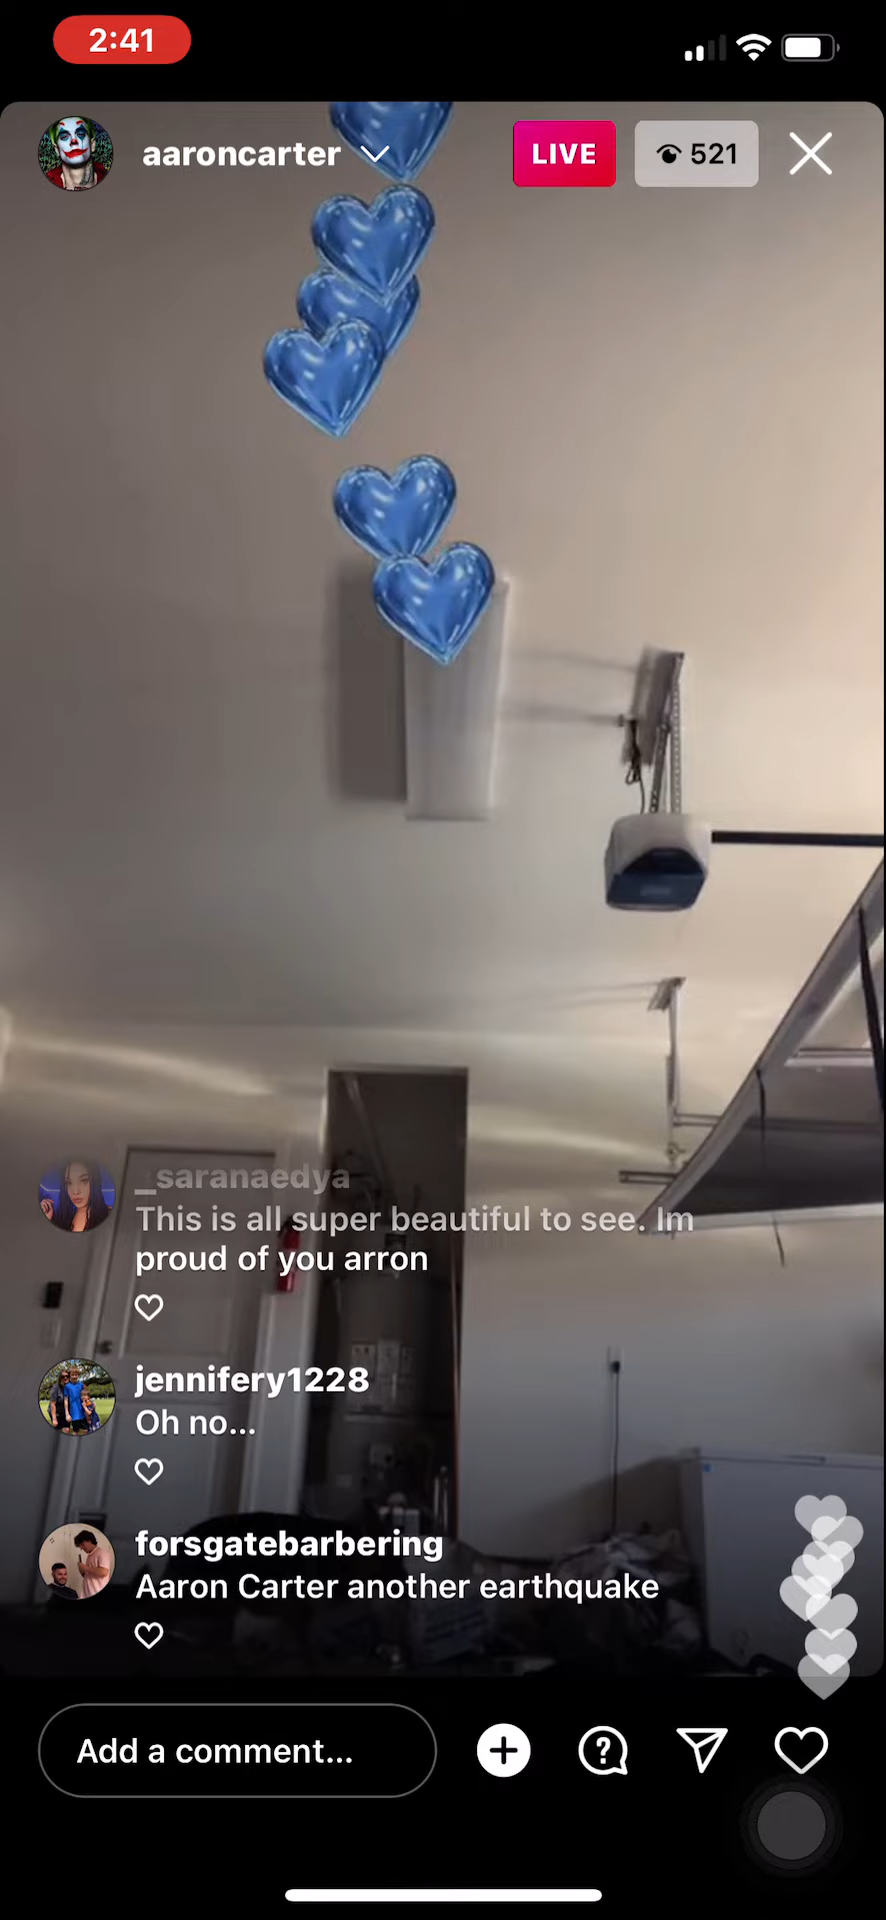 2:41
aaroncarter
LIVE
521
_saranaedya
This is all super beautiful to see. Im
proud of you arron
jennifery1228
Oh no...
forsgatebarbering
Aaron Carter another earthquake
Add a comment...